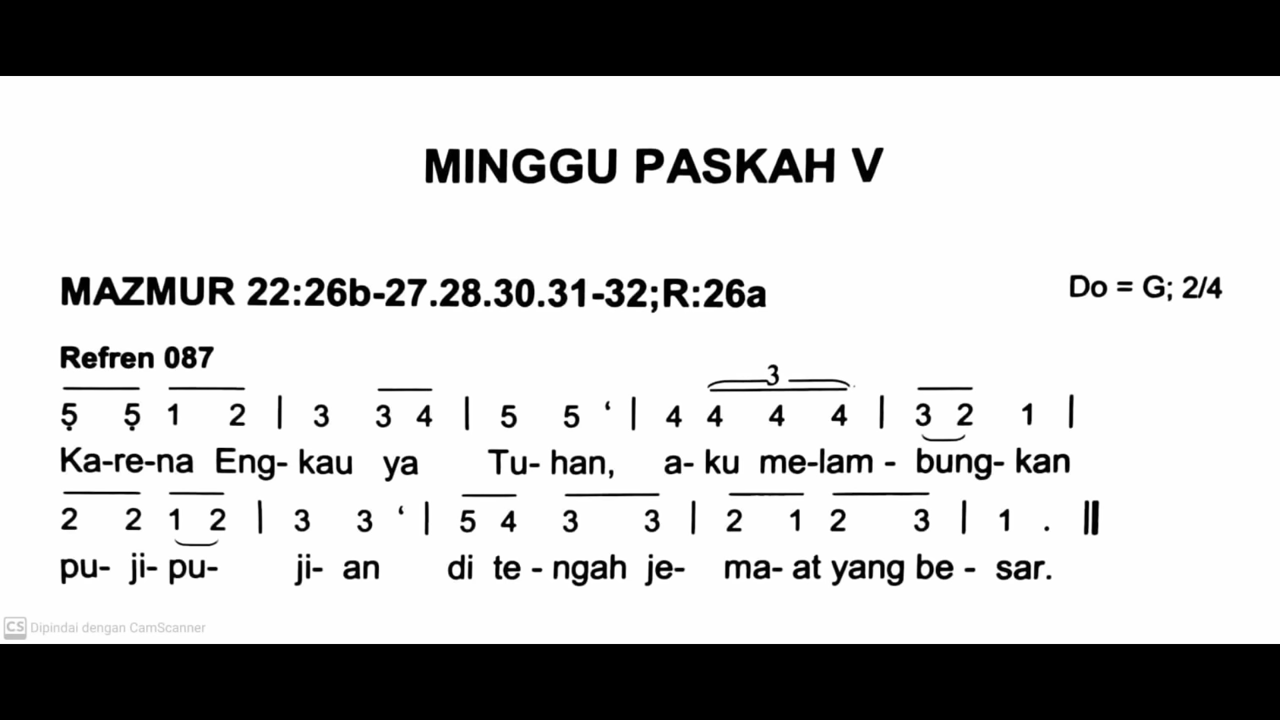 MINGGU PASKAH V
MAZMUR 22:26b-27.28.30.31-32;R:26a
Do = G; 2/4
Refren 087
3
5̣ 5̣ 1 2 | 3 3 4 | 5 5 ‘ | 4 4 4 4 | 3 2 1 |
Ka-re-na Eng- kau ya Tu- han, a- ku me-lam - bung- kan
2 2 1 2 | 3 3 ‘ | 5 4 3 3 | 2 1 2 3 | 1 . ||
pu- ji- pu- ji- an di te - ngah je- ma- at yang be - sar.
CS Dipindai dengan CamScanner